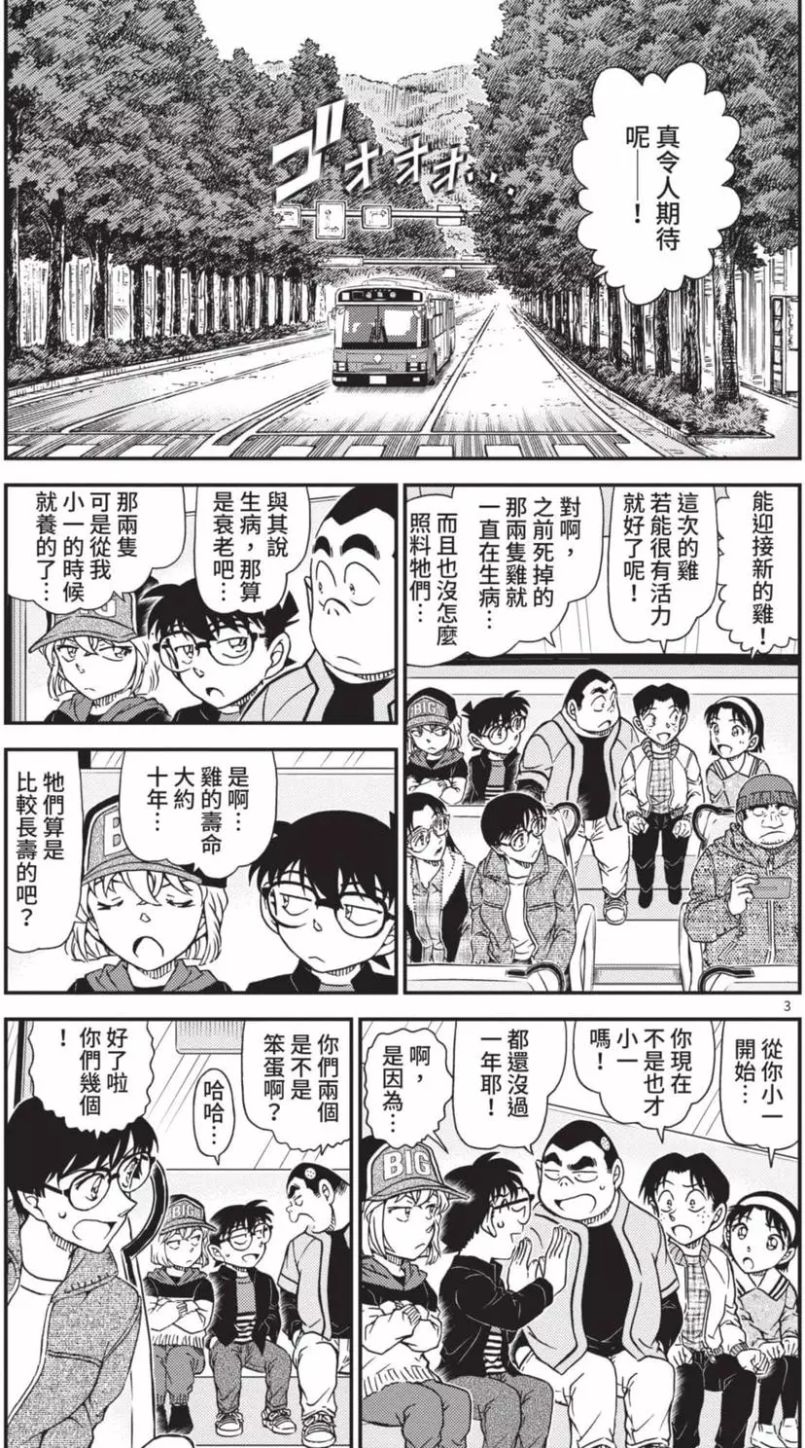 真令人期待
呢──！
ゴオオオ…
能迎接新的雞！
這次的雞
若能很有活力
就好了呢！
對啊，
之前死掉的
那兩隻雞就
一直在生病…
而且也沒怎麼
照料牠們…
BIG
與其說
生病，那算
是衰老吧…
那兩隻
可是從我
小一的時候
就養的了…
BIG
是啊…
雞的壽命
大約
十年…
牠們算是
比較長壽的吧？
BIG
3
從你小一
開始…
你現在
不是也才
小一
嗎！
都還沒過
一年耶！
啊，
是因為…
BIG
你們兩個
是不是
笨蛋啊？
哈哈…
好了啦
你們幾個
！
BIG